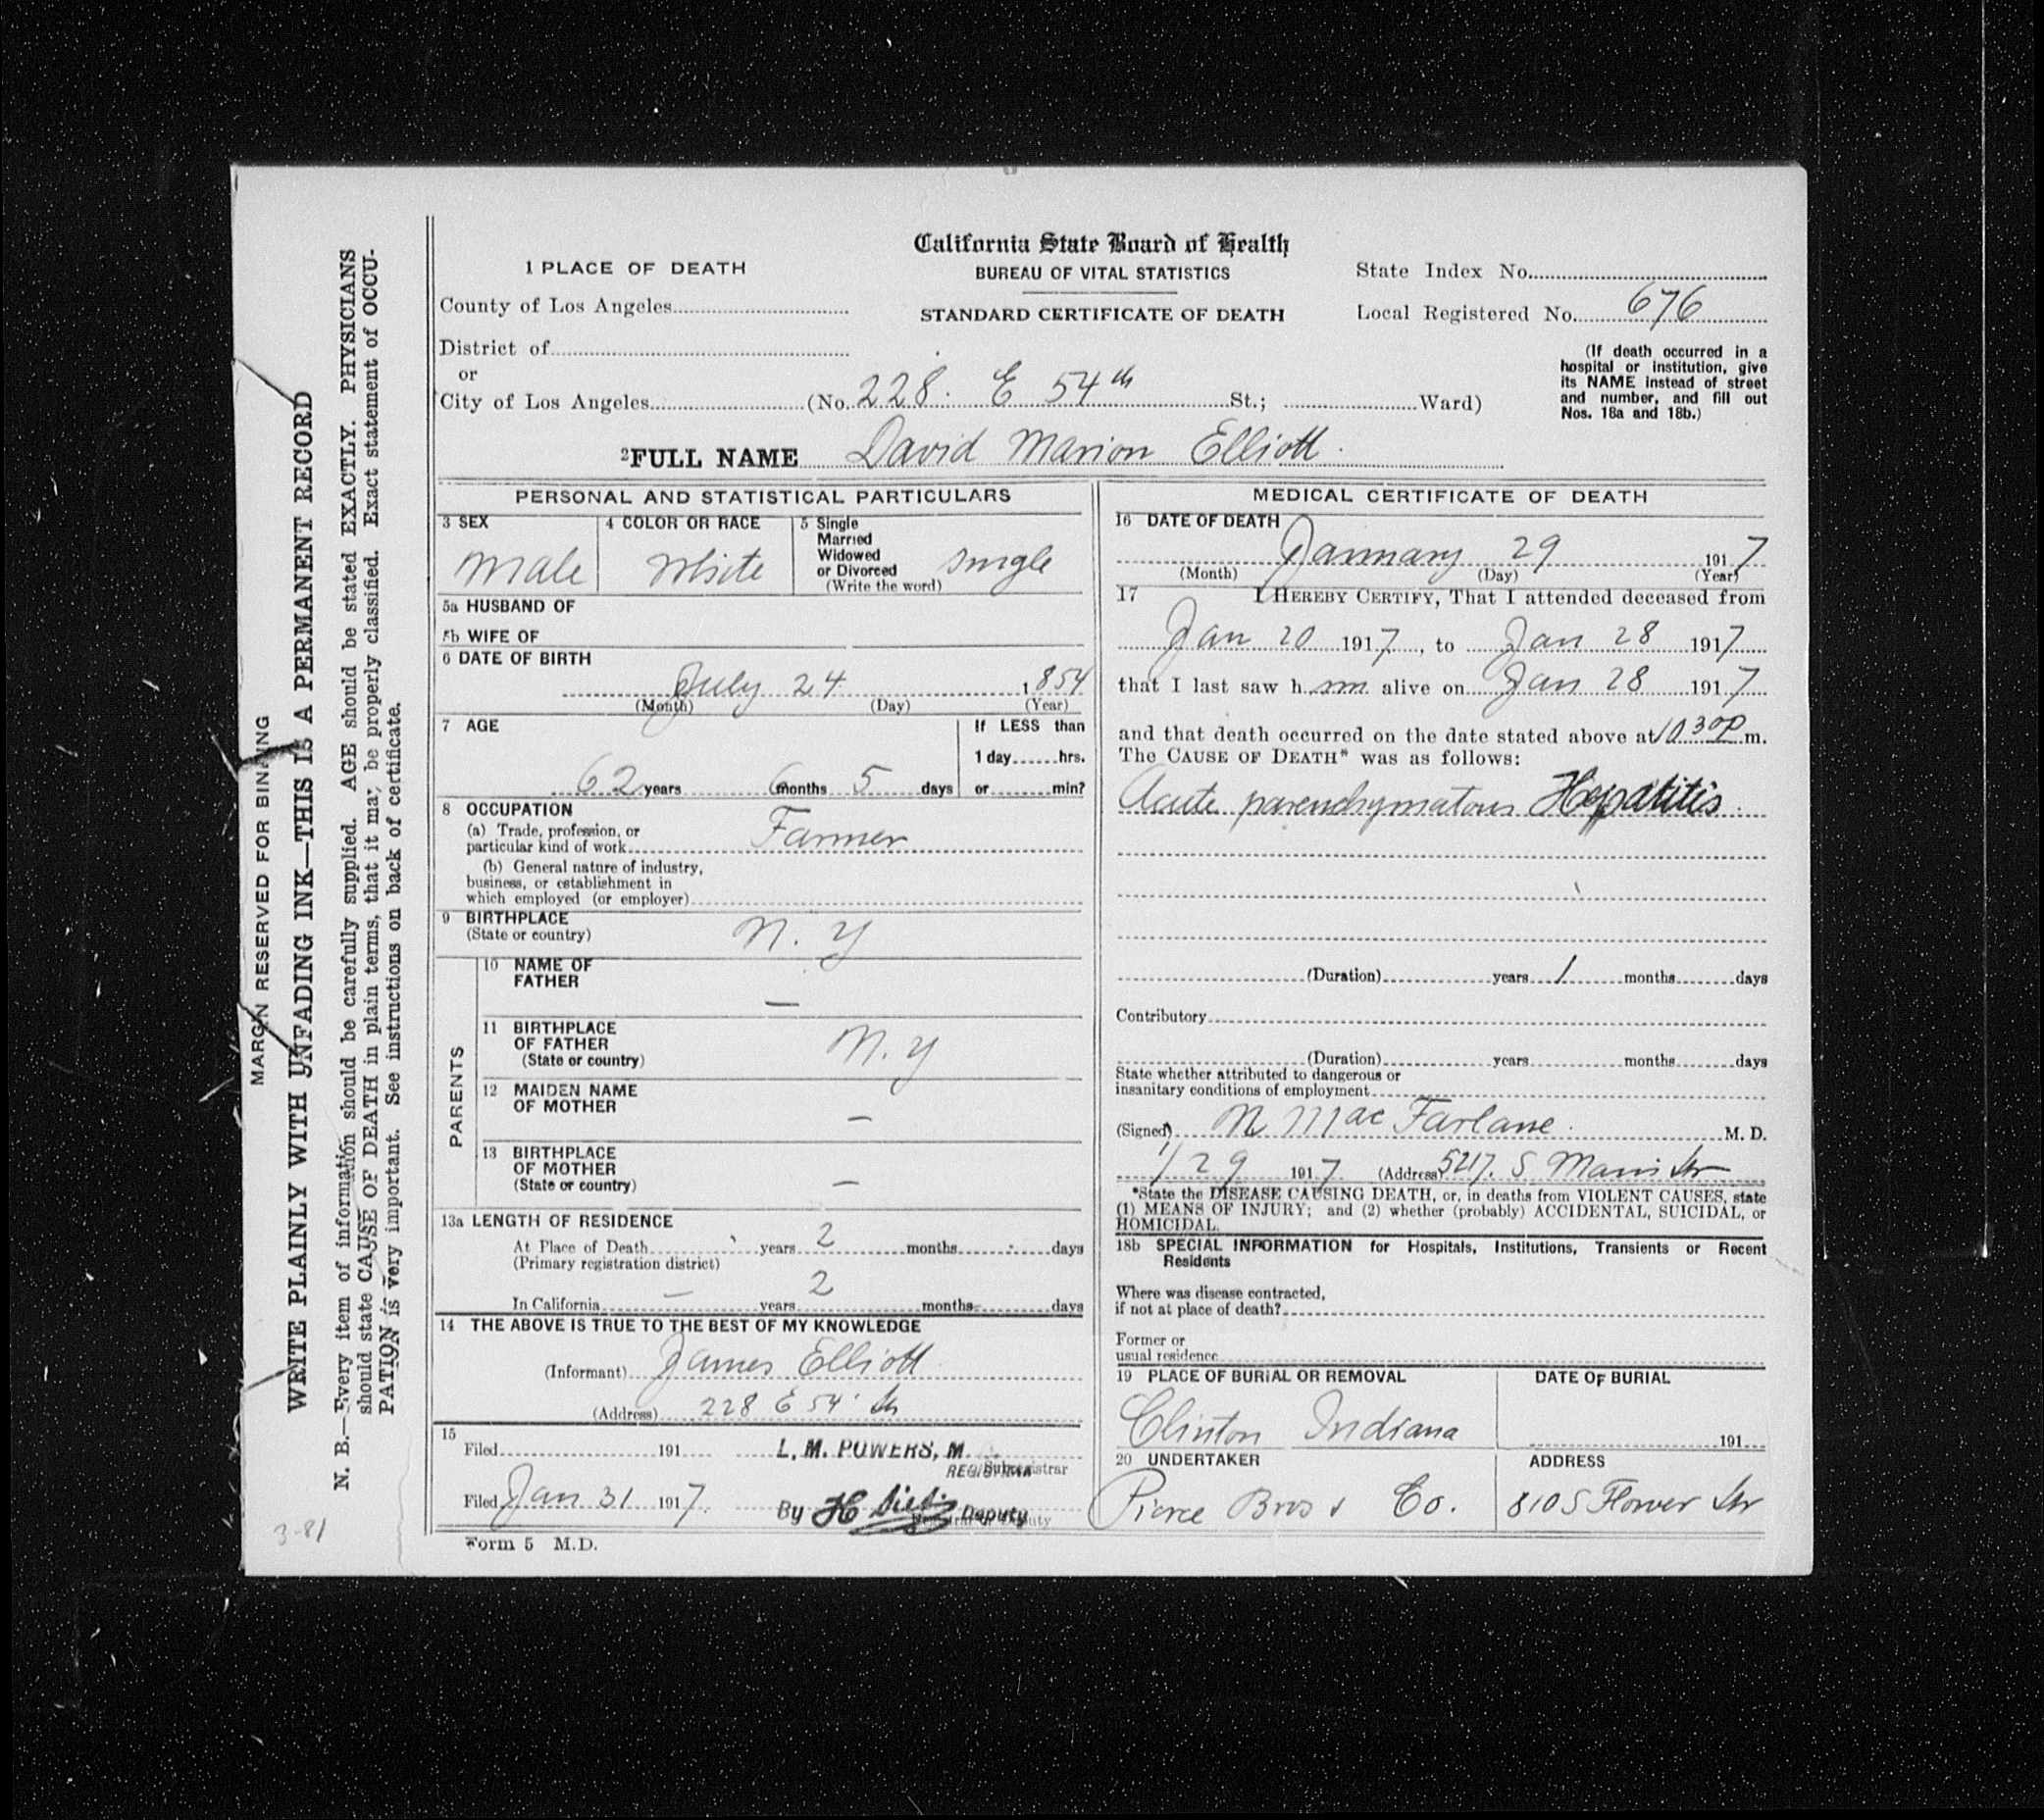 California State Board of Health
BUREAU OF VITAL STATISTICS
STANDARD CERTIFICATE OF DEATH
1 PLACE OF DEATH
County of Los Angeles
District of
or
City of Los Angeles (No. 228. E 54th St.; Ward)
State Index No.
Local Registered No. 676
(If death occurred in a
hospital or institution, give
its NAME instead of street
and number, and fill out
Nos. 18a and 18b.)
2 FULL NAME David Marion Elliott
PERSONAL AND STATISTICAL PARTICULARS
3 SEX
Male
4 COLOR OR RACE
White
5 Single
Married
Widowed
or Divorced
(Write the word)
Single
5a HUSBAND OF
5b WIFE OF
6 DATE OF BIRTH
July 24 1854
(Month) (Day) (Year)
7 AGE
62 years 6 months 5 days
If LESS than
1 day......hrs.
or......min?
8 OCCUPATION
(a) Trade, profession, or
particular kind of work Farmer
(b) General nature of industry,
business, or establishment in
which employed (or employer)
9 BIRTHPLACE
(State or country) N. Y
PARENTS
10 NAME OF
FATHER —
11 BIRTHPLACE
OF FATHER
(State or country) N. Y
12 MAIDEN NAME
OF MOTHER —
13 BIRTHPLACE
OF MOTHER
(State or country) —
13a LENGTH OF RESIDENCE
At Place of Death years 2 months days
(Primary registration district)
In California — years 2 months days
14 THE ABOVE IS TRUE TO THE BEST OF MY KNOWLEDGE
(Informant) James Elliott
(Address) 228 E 54 St
15
Filed 191 L. M. POWERS, M.
REGISTRAR Subregistrar
Filed Jan 31 1917 By H Deputy
Form 5 M.D.
MEDICAL CERTIFICATE OF DEATH
16 DATE OF DEATH
January 29 1917
(Month) (Day) (Year)
17 I HEREBY CERTIFY, That I attended deceased from
Jan 20 1917, to Jan 28 1917
that I last saw him alive on Jan 28 1917
and that death occurred on the date stated above at 10 30 P m.
The CAUSE OF DEATH* was as follows:
Acute parenchymatous Hepatitis
(Duration) years 1 months days
Contributory
(Duration) years months days
State whether attributed to dangerous or
insanitary conditions of employment
(Signed) N. MacFarlane M. D.
1/29 1917 (Address) 5217. S Main Str
*State the DISEASE CAUSING DEATH, or, in deaths from VIOLENT CAUSES, state
(1) MEANS OF INJURY; and (2) whether (probably) ACCIDENTAL, SUICIDAL, or
HOMICIDAL.
18b SPECIAL INFORMATION for Hospitals, Institutions, Transients or Recent
Residents
Where was disease contracted,
if not at place of death?
Former or
usual residence
19 PLACE OF BURIAL OR REMOVAL
Clinton Indiana
DATE OF BURIAL
191
20 UNDERTAKER
Pierce Bros & Co.
ADDRESS
810 S Flower Str
MARGIN RESERVED FOR BINDING
WRITE PLAINLY WITH UNFADING INK—THIS IS A PERMANENT RECORD
N. B.—Every item of information should be carefully supplied. AGE should be stated EXACTLY. PHYSICIANS
should state CAUSE OF DEATH in plain terms, that it may be properly classified. Exact statement of OCCU-
PATION is very important. See instructions on back of certificate.
3-81